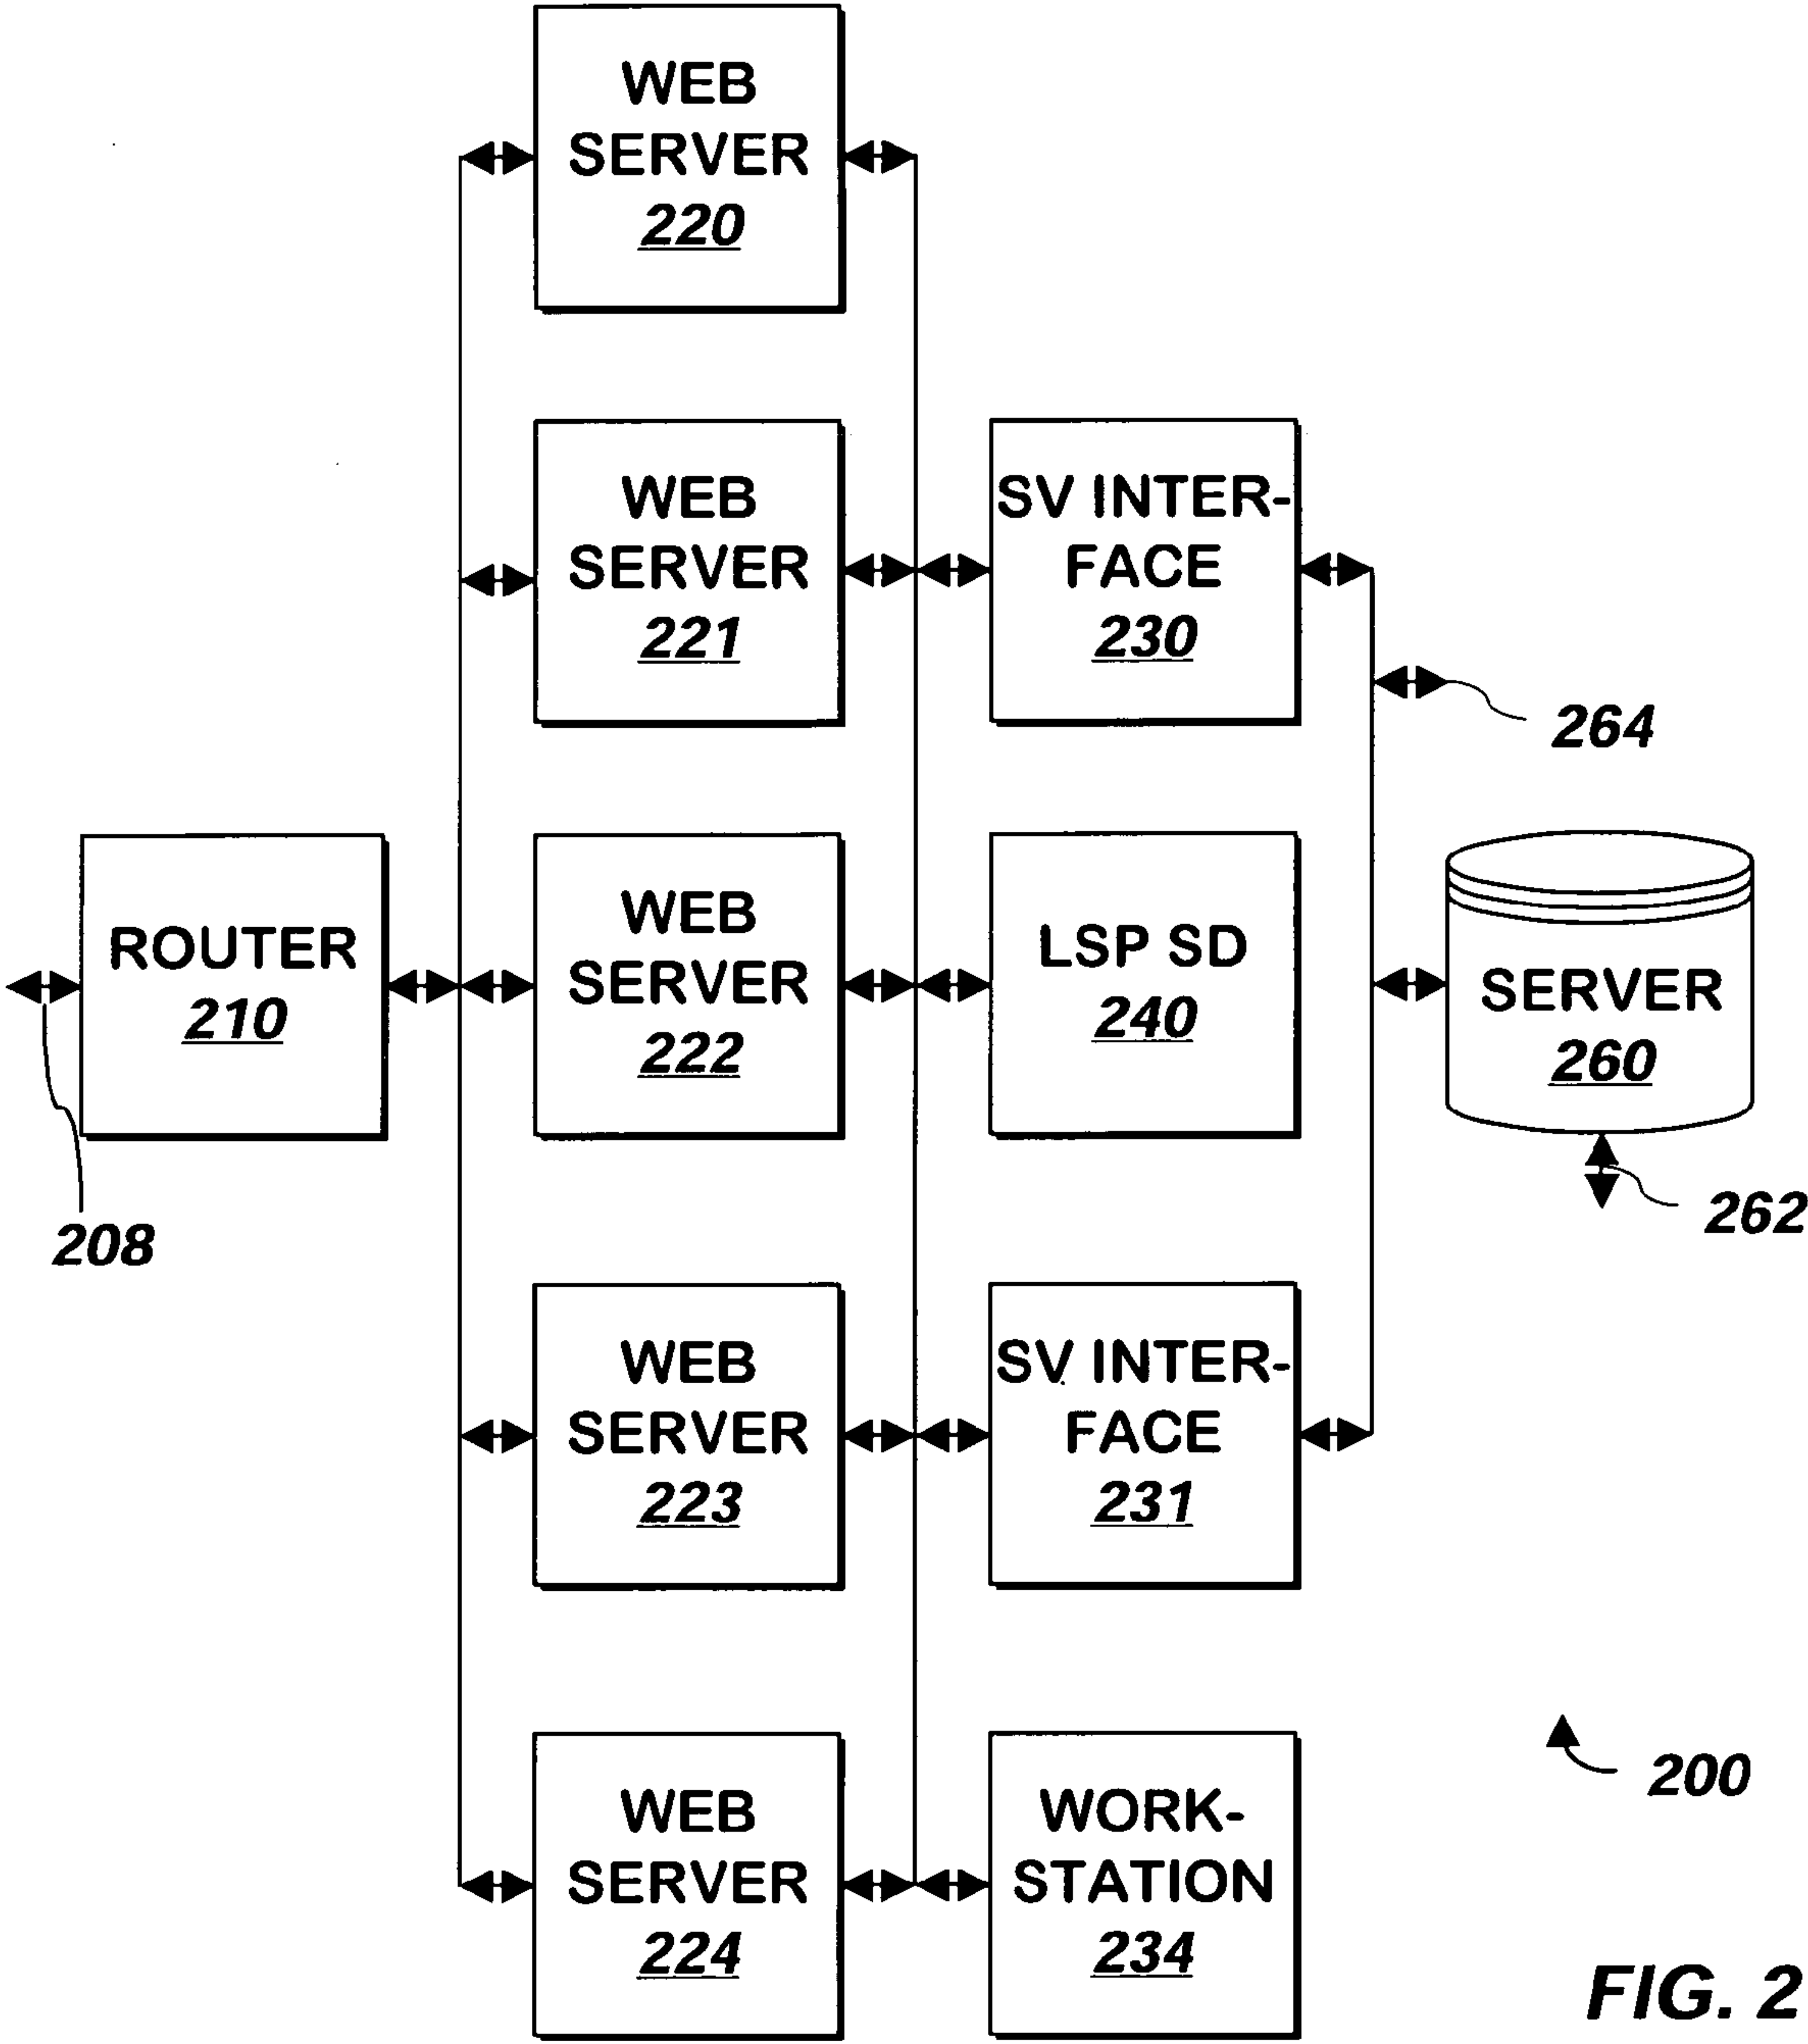 WEB
SERVER
220
WEB
SERVER
221
SV INTER-
FACE
230
264
ROUTER
210
WEB
SERVER
222
LSP SD
240
SERVER
260
208
262
WEB
SERVER
223
SV INTER-
FACE
231
WEB
SERVER
224
WORK-
STATION
234
200
FIG. 2